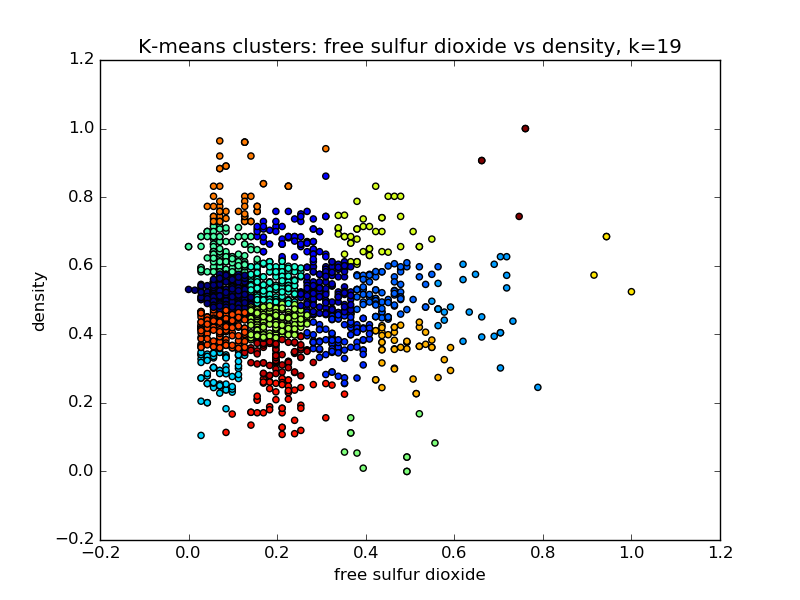 K-means clusters: free sulfur dioxide vs density, k=19
1.2
1.0
0.8
0.6
0.4
0.2
0.0
−0.2
density
−0.2 0.0 0.2 0.4 0.6 0.8 1.0 1.2
free sulfur dioxide